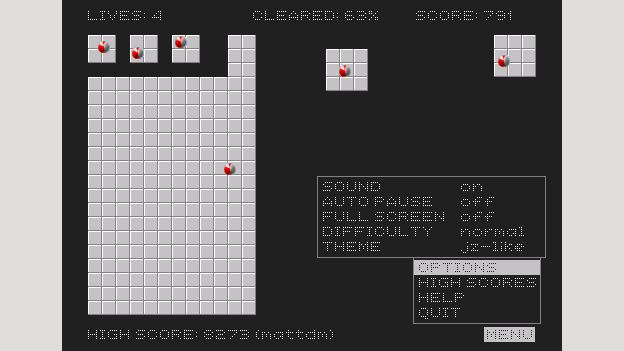 LIVES: 4 CLEARED: 63% SCORE: 791
SOUND on
AUTO PAUSE off
FULL SCREEN off
DIFFICULTY normal
THEME jz-like
OPTIONS
HIGH SCORES
HELP
QUIT
HIGH SCORE: 8273 (mattdm) MENU